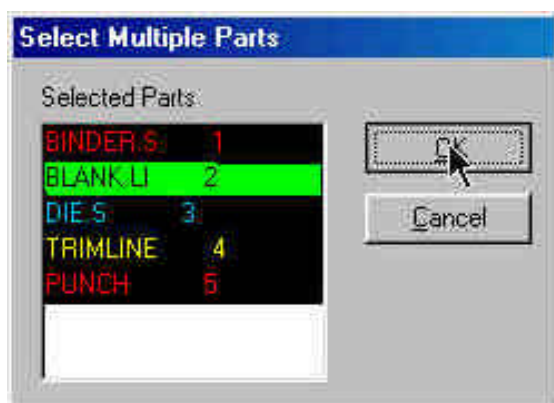 Select Multiple Parts
Selected Parts:
BINDER.S 1
OK
BLANK.LI 2
DIE.S 3
Cancel
TRIMLINE 4
PUNCH 5